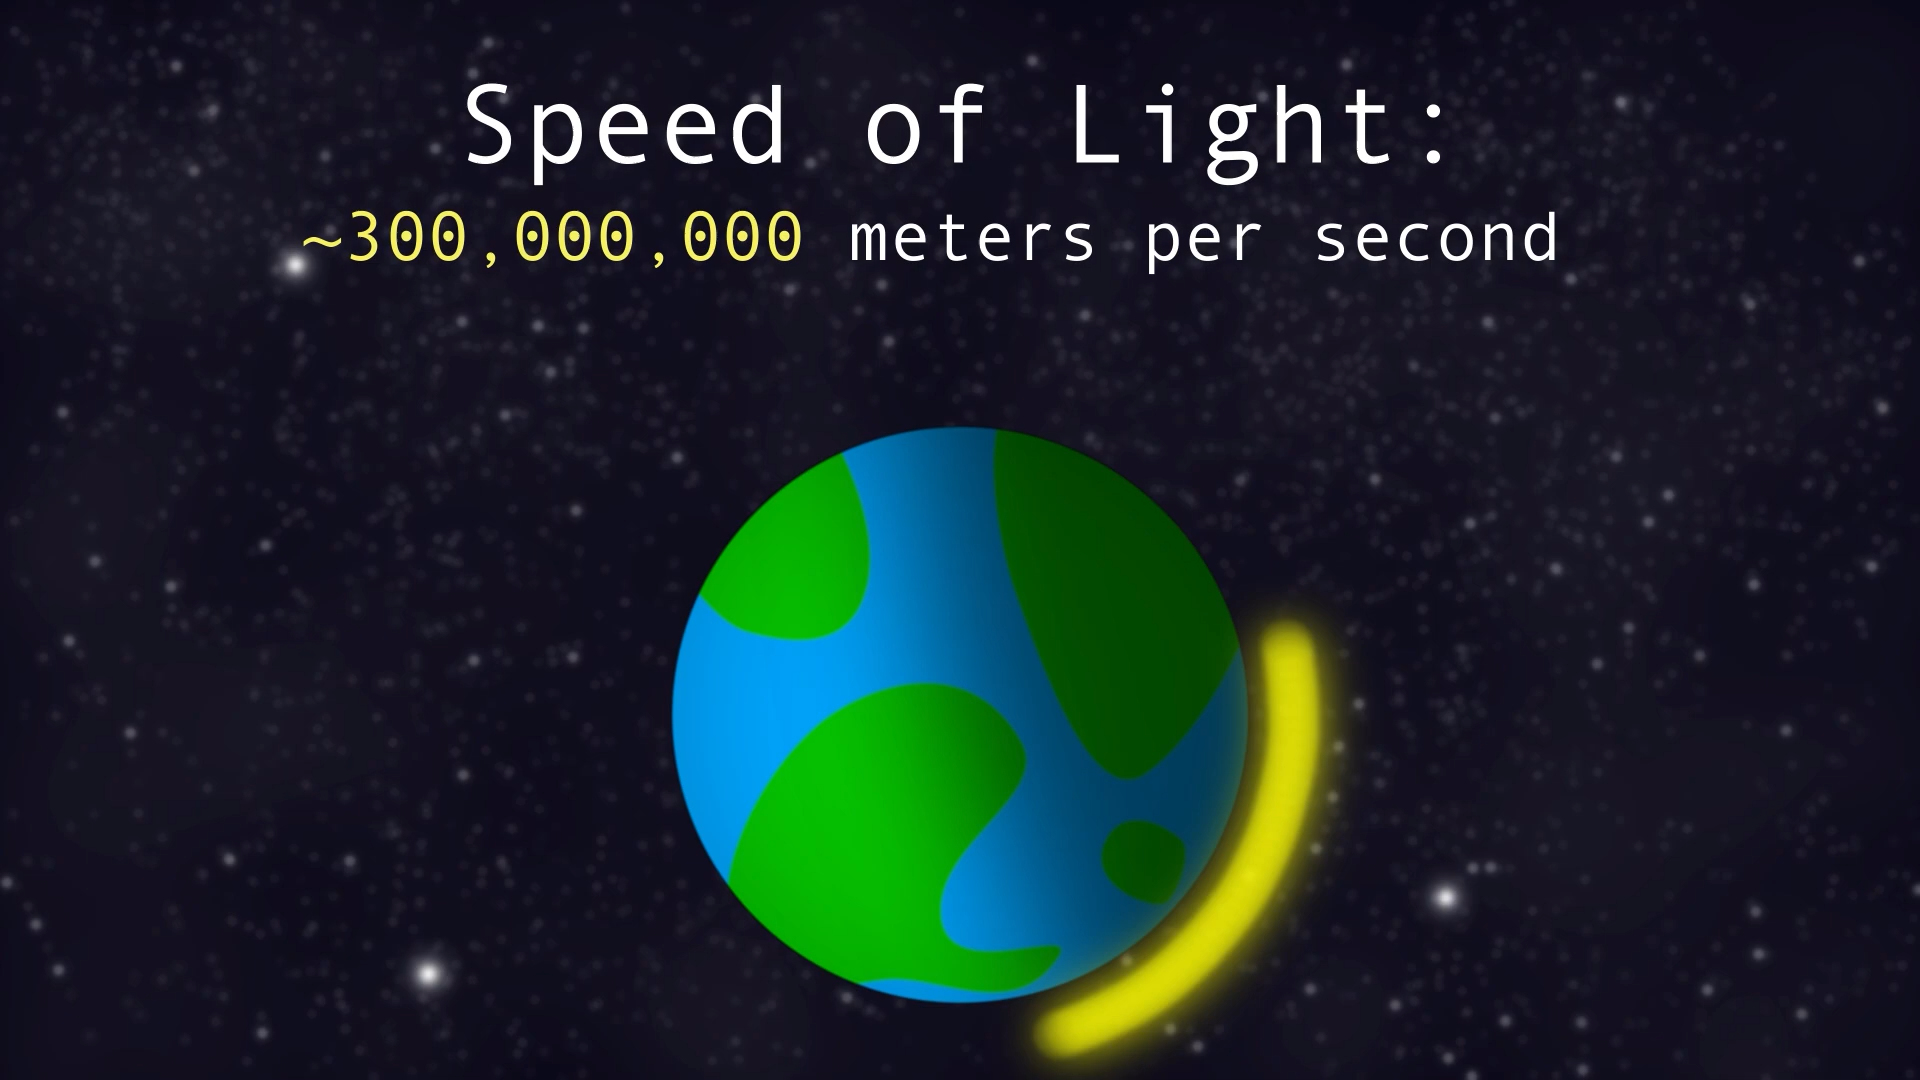 Speed of Light:
~300,000,000 meters per second